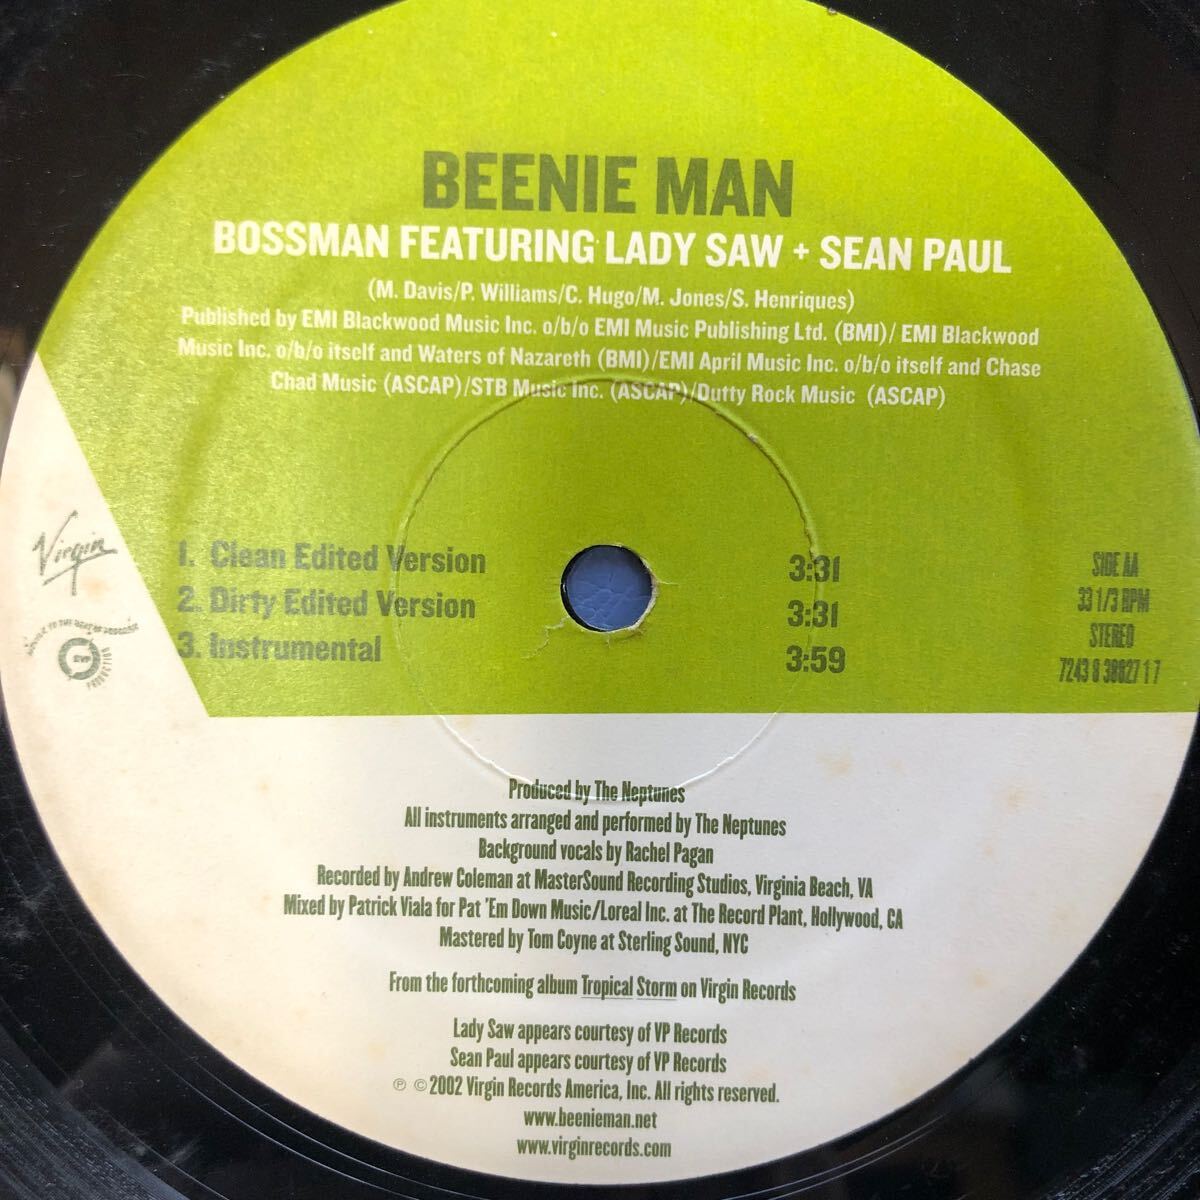 BEENIE MAN
BOSSMAN FEATURING LADY SAW + SEAN PAUL
(M. Davis/P. Williams/C. Hugo/M. Jones/S. Henriques)
Published by EMI Blackwood Music Inc. o/b/o EMI Music Publishing Ltd. (BMI)/ EMI Blackwood
Music Inc. o/b/o itself and Waters of Nazareth (BMI)/EMI April Music Inc. o/b/o itself and Chase
Chad Music (ASCAP)/STB Music Inc. (ASCAP)/Dutty Rock Music (ASCAP)
Virgin
1. Clean Edited Version 3:31
2. Dirty Edited Version 3:31
3. Instrumental 3:59
SIDE AA
33 1/3 RPM
STEREO
7243 8 38827 1 7
PRODUCTION
Produced by The Neptunes
All instruments arranged and performed by The Neptunes
Background vocals by Rachel Pagan
Recorded by Andrew Coleman at MasterSound Recording Studios, Virginia Beach, VA
Mixed by Patrick Viala for Pat 'Em Down Music/Loreal Inc. at The Record Plant, Hollywood, CA
Mastered by Tom Coyne at Sterling Sound, NYC
From the forthcoming album Tropical Storm on Virgin Records
Lady Saw appears courtesy of VP Records
Sean Paul appears courtesy of VP Records
℗ © 2002 Virgin Records America, Inc. All rights reserved.
www.beenieman.net
www.virginrecords.com